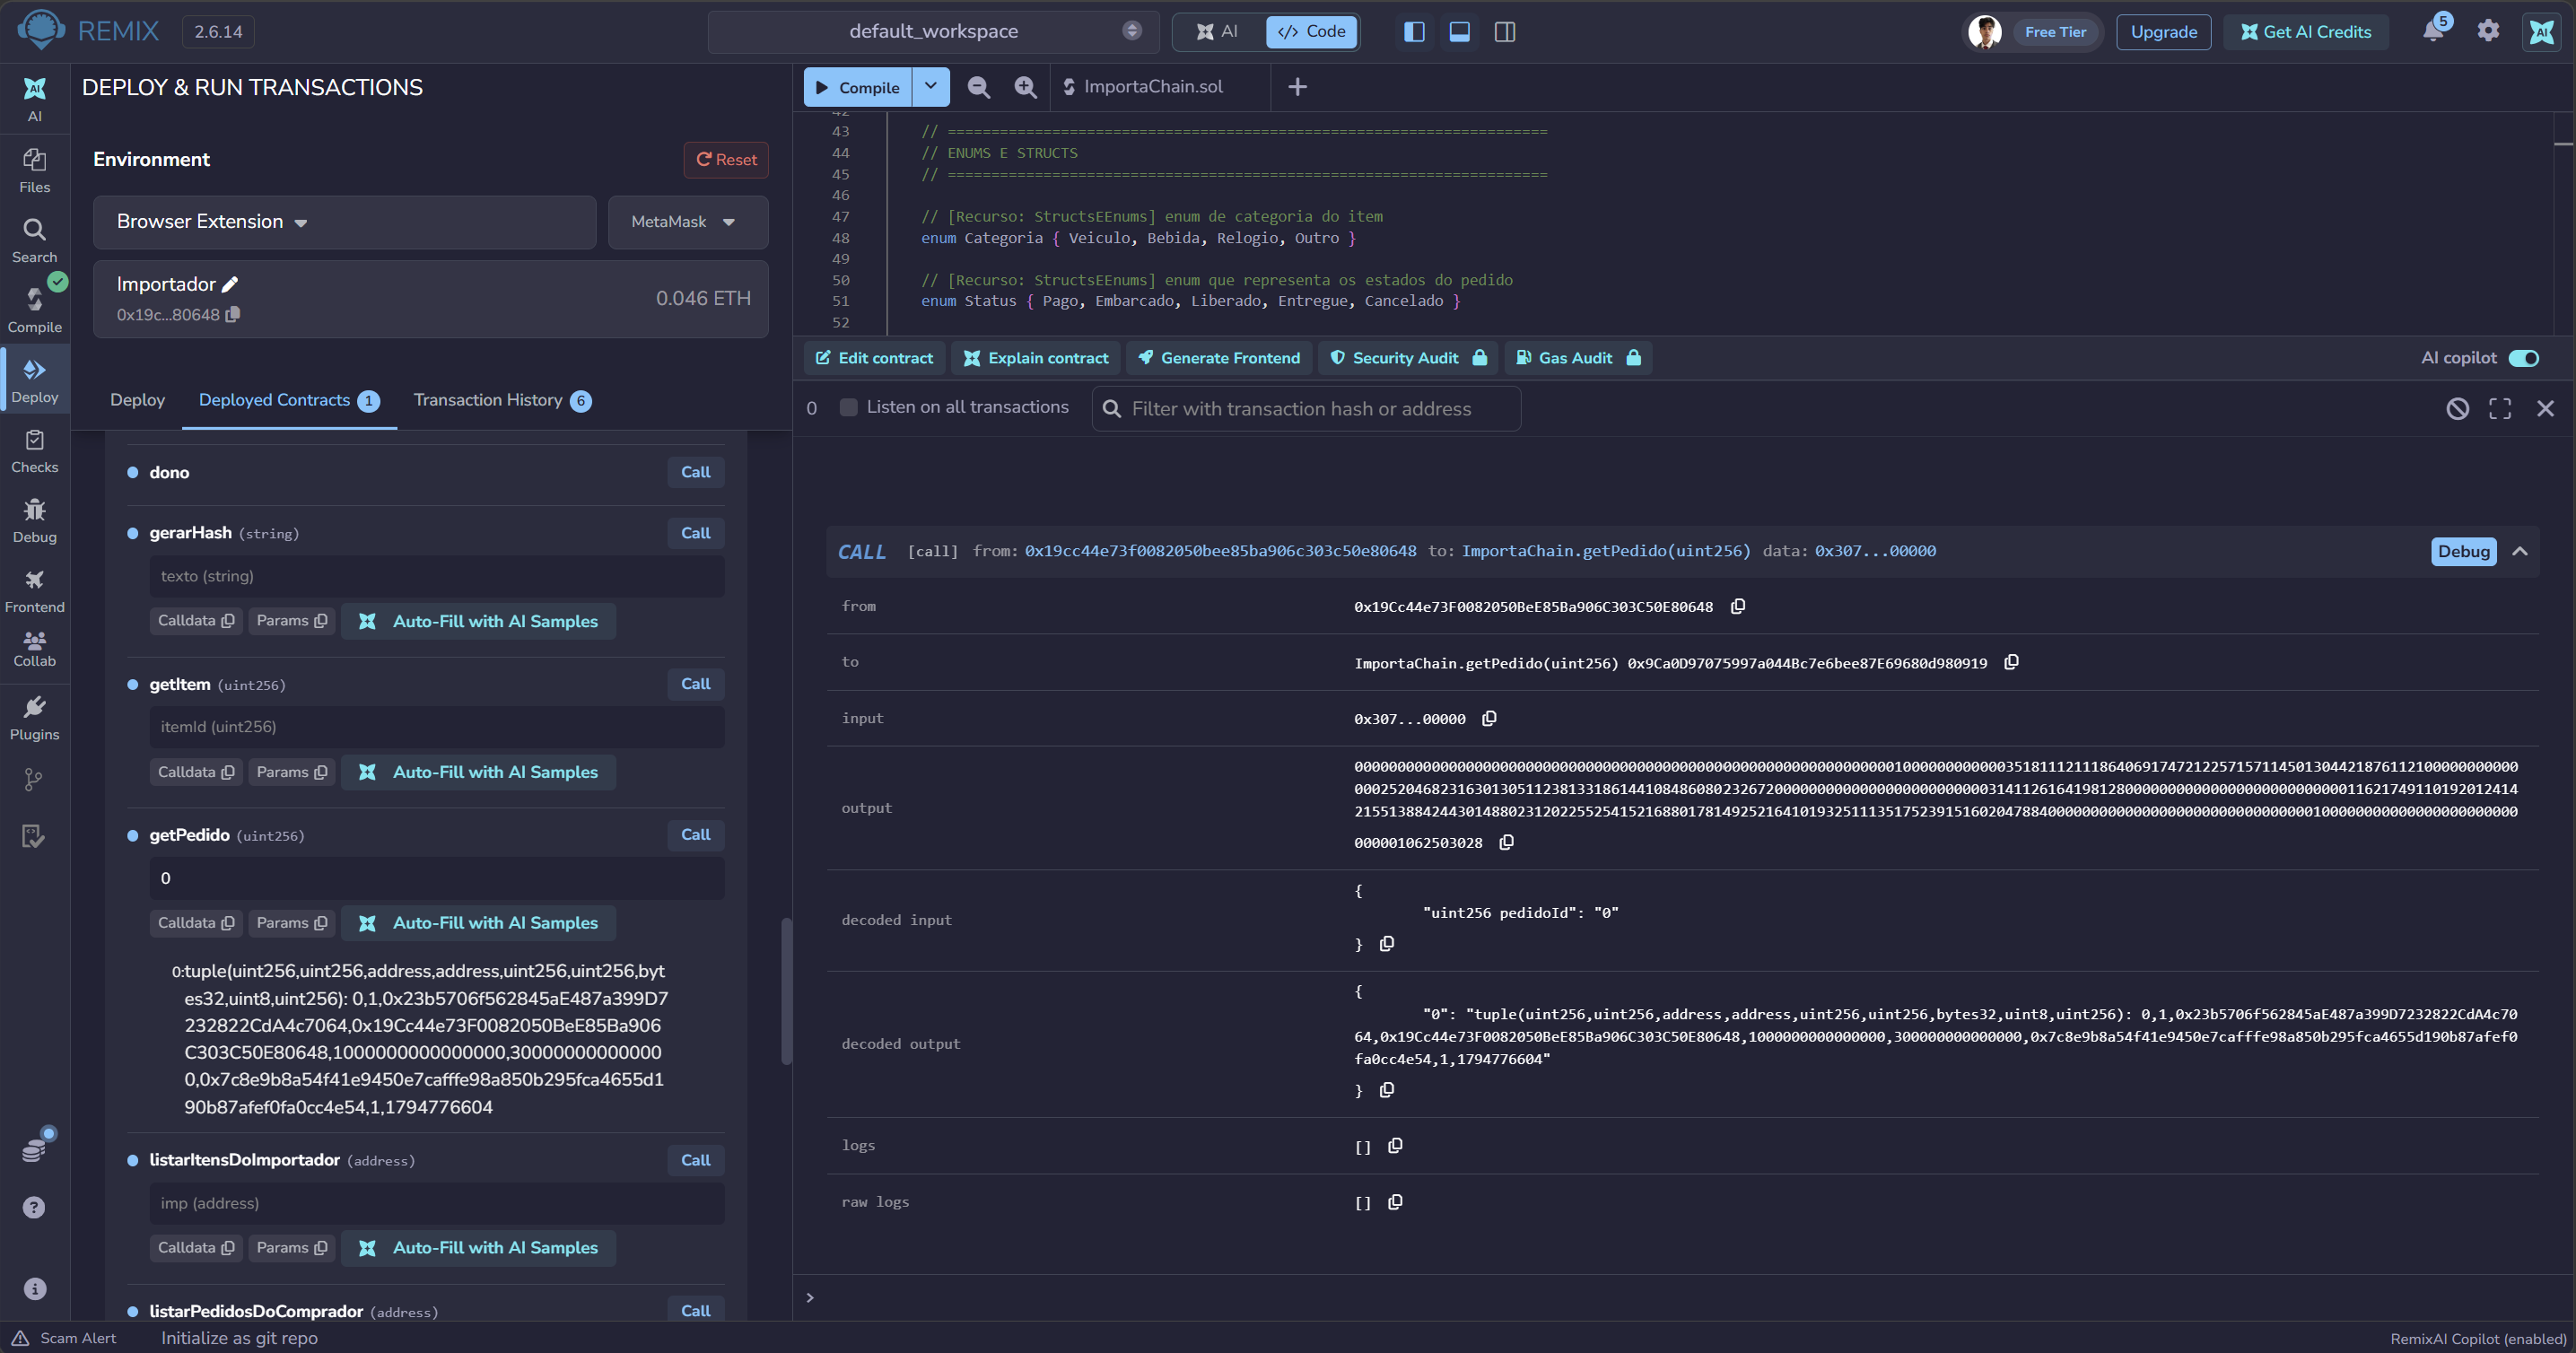 REMIX
2.6.14
default_workspace
AI
Code
Free Tier
Upgrade
Get AI Credits
5
AI
AI
AI
Files
Search
Compile
Deploy
Checks
Debug
Frontend
Collab
Plugins
DEPLOY & RUN TRANSACTIONS
Environment
Reset
Browser Extension
MetaMask
Importador
0x19c...80648
0.046 ETH
Deploy
Deployed Contracts 1
Transaction History 6
dono
Call
gerarHash (string)
Call
texto (string)
Calldata
Params
Auto-Fill with AI Samples
getItem (uint256)
Call
itemId (uint256)
Calldata
Params
Auto-Fill with AI Samples
getPedido (uint256)
Call
0
Calldata
Params
Auto-Fill with AI Samples
0:tuple(uint256,uint256,address,address,uint256,uint256,byt
es32,uint8,uint256): 0,1,0x23b5706f562845aE487a399D7
232822CdA4c7064,0x19Cc44e73F0082050BeE85Ba906
C303C50E80648,1000000000000000,30000000000000
0,0x7c8e9b8a54f41e9450e7cafffe98a850b295fca4655d1
90b87afef0fa0cc4e54,1,1794776604
listarItensDoImportador (address)
Call
imp (address)
Calldata
Params
Auto-Fill with AI Samples
listarPedidosDoComprador (address)
Call
Compile
ImportaChain.sol
42
43 // =====================================================================
44 // ENUMS E STRUCTS
45 // =====================================================================
46
47 // [Recurso: StructsEEnums] enum de categoria do item
48 enum Categoria { Veiculo, Bebida, Relogio, Outro }
49
50 // [Recurso: StructsEEnums] enum que representa os estados do pedido
51 enum Status { Pago, Embarcado, Liberado, Entregue, Cancelado }
52
Edit contract
Explain contract
Generate Frontend
Security Audit
Gas Audit
AI copilot
0
Listen on all transactions
Filter with transaction hash or address
CALL [call] from: 0x19cc44e73f0082050bee85ba906c303c50e80648 to: ImportaChain.getPedido(uint256) data: 0x307...00000
Debug
from
0x19Cc44e73F0082050BeE85Ba906C303C50E80648
to
ImportaChain.getPedido(uint256) 0x9Ca0D97075997a044Bc7e6bee87E69680d980919
input
0x307...00000
output
000001062503028
decoded input
{
"uint256 pedidoId": "0"
}
decoded output
{
"0": "tuple(uint256,uint256,address,address,uint256,uint256,bytes32,uint8,uint256): 0,1,0x23b5706f562845aE487a399D7232822CdA4c70
64,0x19Cc44e73F0082050BeE85Ba906C303C50E80648,1000000000000000,300000000000000,0x7c8e9b8a54f41e9450e7cafffe98a850b295fca4655d190b87afef0
fa0cc4e54,1,1794776604"
}
logs
[]
raw logs
[]
>
Scam Alert
Initialize as git repo
RemixAI Copilot (enabled)